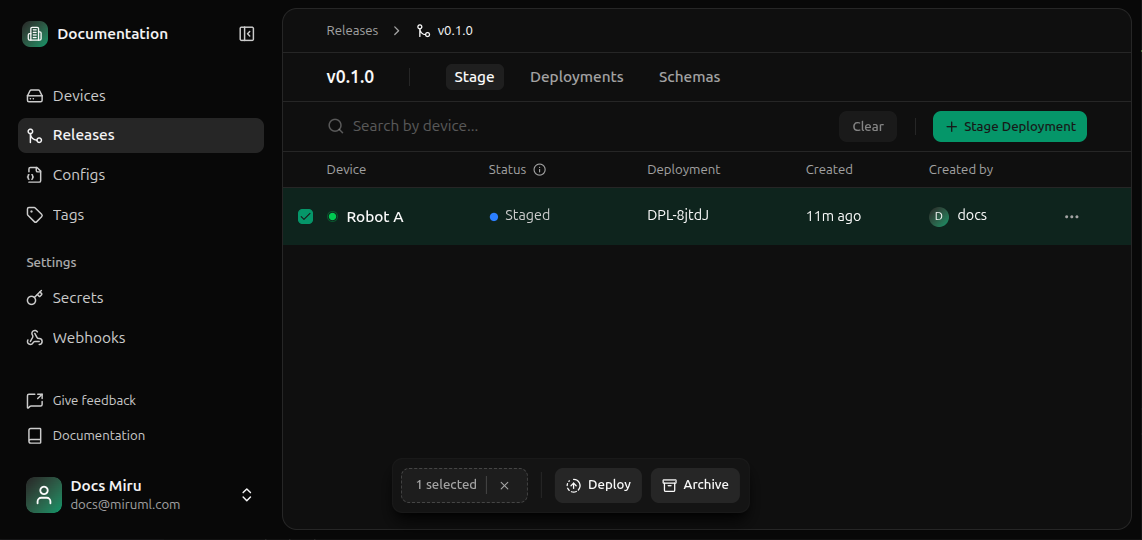 Documentation
Devices
Releases
Configs
Tags
Settings
Secrets
Webhooks
Give feedback
Documentation
Docs Miru
docs@miruml.com
Releases v0.1.0
v0.1.0 Stage Deployments Schemas
Search by device... Clear + Stage Deployment
Device Status Deployment Created Created by
Robot A Staged DPL-8jtdJ 11m ago D docs ...
1 selected × Deploy Archive